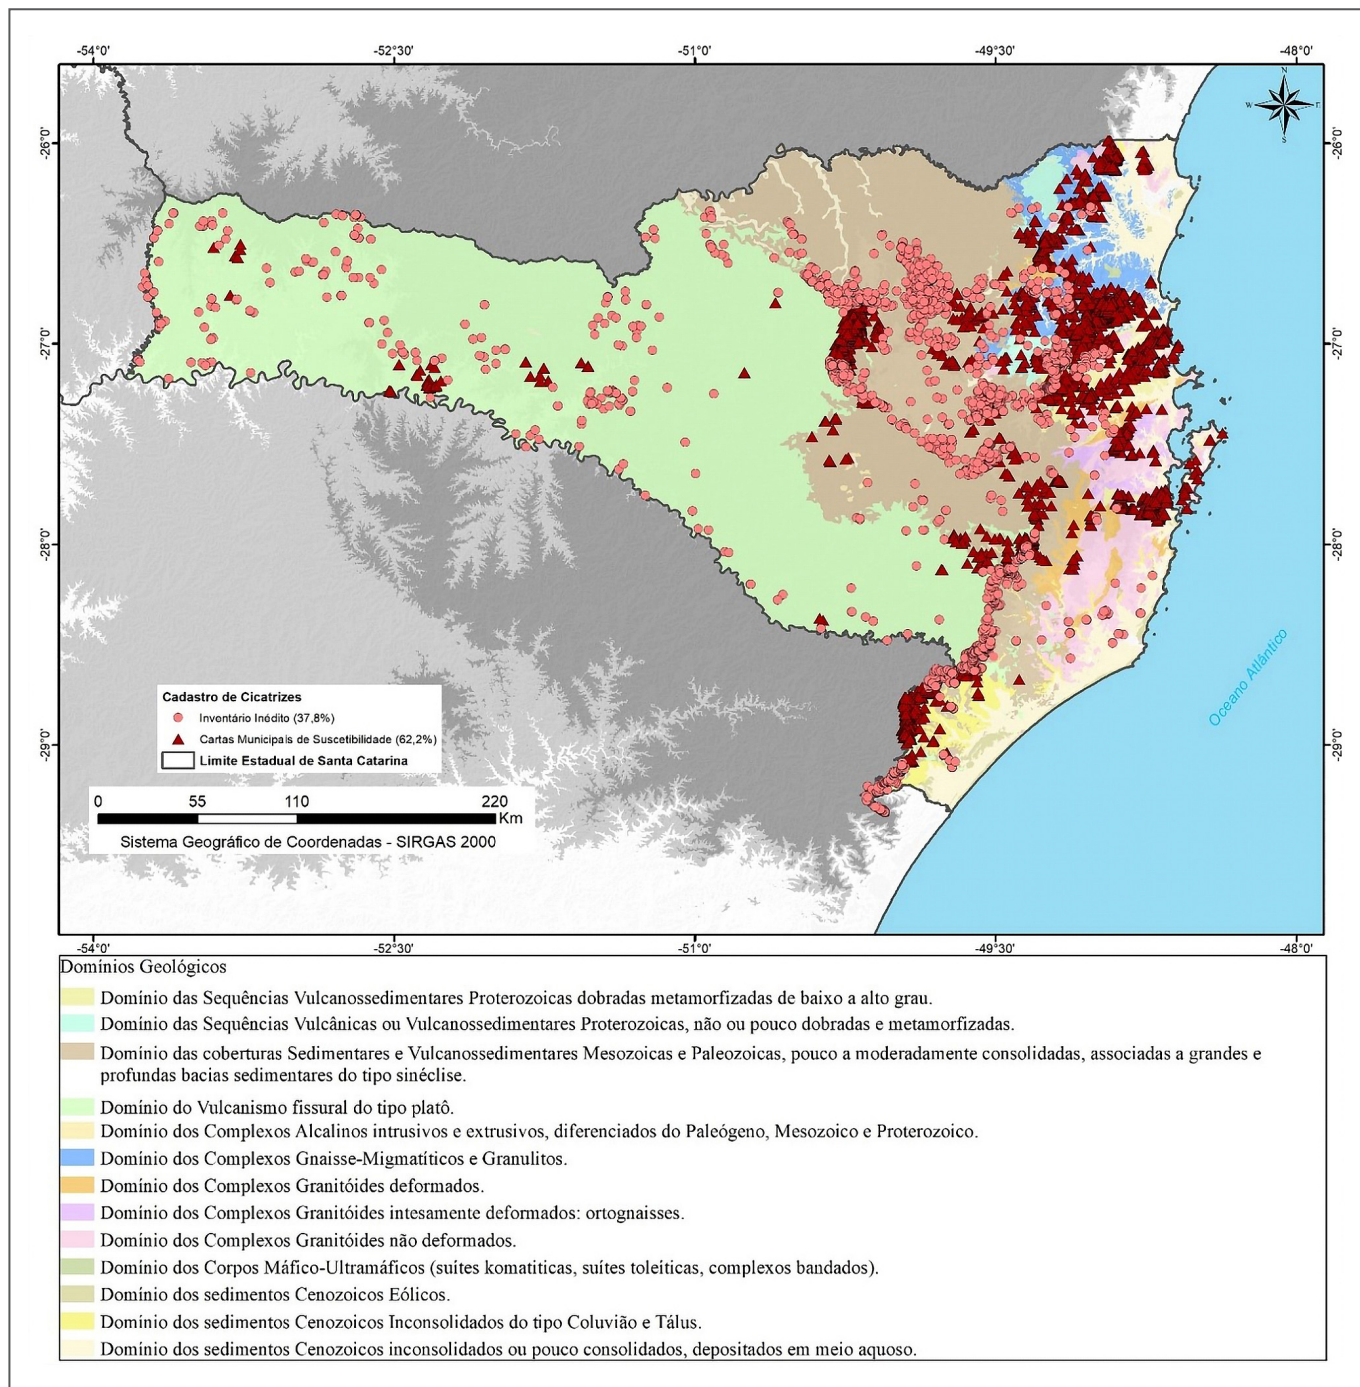 -54°0'
-52°30'
-51°0'
-49°30'
-48°0'
N
W
S
-26°0'
-26°0'
-27°0'
-27°0'
-28°0'
-28°0'
-29°0'
-29°0'
Oceano Atlântico
Cadastro de Cicatrizes
Inventário Inédito (37,8%)
Cartas Municipais de Suscetibilidade (62,2%)
Limite Estadual de Santa Catarina
0 55 110 220
Km
Sistema Geográfico de Coordenadas - SIRGAS 2000
-54°0'
-52°30'
-51°0'
-49°30'
-48°0'
Domínios Geológicos
Domínio das Sequências Vulcanossedimentares Proterozoicas dobradas metamorfizadas de baixo a alto grau.
Domínio das Sequências Vulcânicas ou Vulcanossedimentares Proterozoicas, não ou pouco dobradas e metamorfizadas.
Domínio das coberturas Sedimentares e Vulcanossedimentares Mesozoicas e Paleozoicas, pouco a moderadamente consolidadas, associadas a grandes e
profundas bacias sedimentares do tipo sinéclise.
Domínio do Vulcanismo fissural do tipo platô.
Domínio dos Complexos Alcalinos intrusivos e extrusivos, diferenciados do Paleógeno, Mesozoico e Proterozoico.
Domínio dos Complexos Gnaisse-Migmatíticos e Granulitos.
Domínio dos Complexos Granitóides deformados.
Domínio dos Complexos Granitóides intesamente deformados: ortognaisses.
Domínio dos Complexos Granitóides não deformados.
Domínio dos Corpos Máfico-Ultramáficos (suítes komatiticas, suítes toleíticas, complexos bandados).
Domínio dos sedimentos Cenozoicos Eólicos.
Domínio dos sedimentos Cenozoicos Inconsolidados do tipo Coluvião e Tálus.
Domínio dos sedimentos Cenozoicos inconsolidados ou pouco consolidados, depositados em meio aquoso.